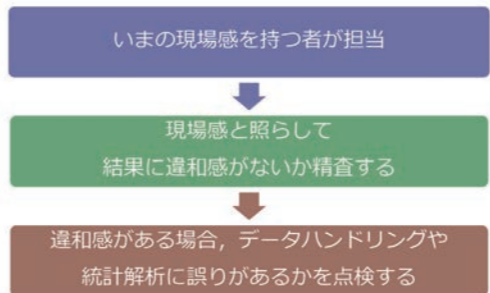 いまの現場感を持つ者が担当
現場感と照らして
結果に違和感がないか精査する
違和感がある場合，データハンドリングや
統計解析に誤りがあるかを点検する